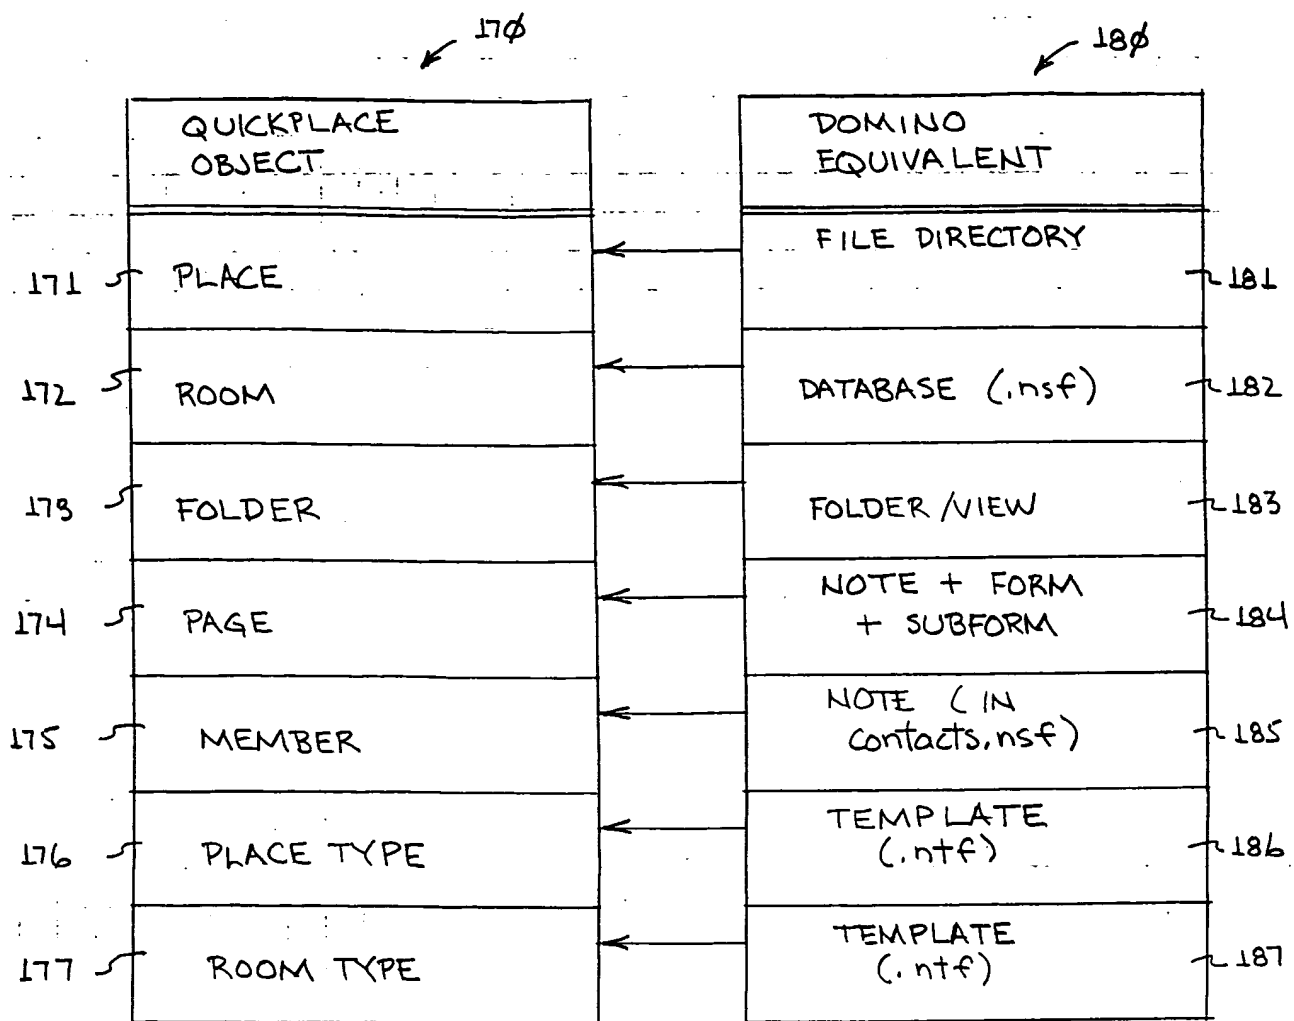 17φ
18φ
QUICKPLACE
OBJECT
DOMINO
EQUIVALENT
171
PLACE
FILE DIRECTORY
181
172
ROOM
DATABASE (.nsf)
182
173
FOLDER
FOLDER/VIEW
183
174
PAGE
NOTE + FORM
+ SUBFORM
184
175
MEMBER
NOTE (IN
contacts.nsf)
185
176
PLACE TYPE
TEMPLATE
(.ntf)
186
177
ROOM TYPE
TEMPLATE
(.ntf)
187